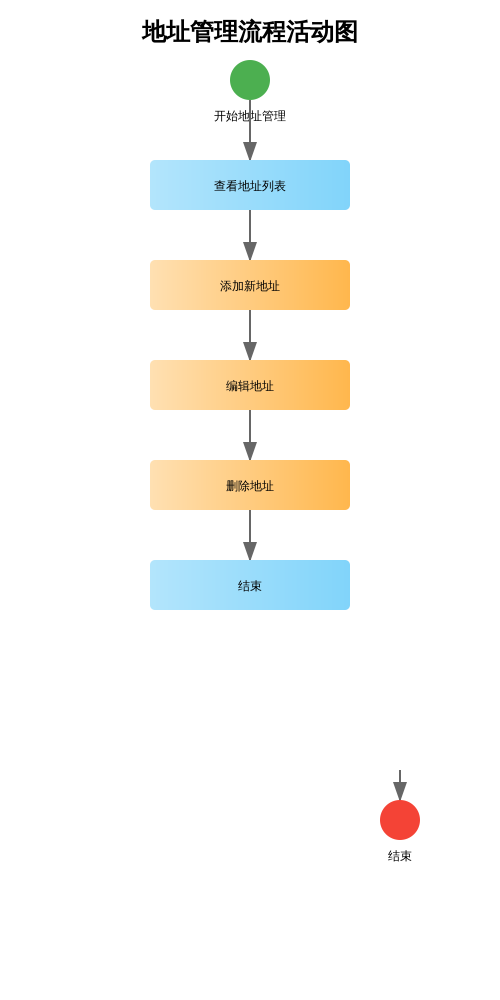 地址管理流程活动图
开始地址管理
查看地址列表
添加新地址
编辑地址
删除地址
结束
结束